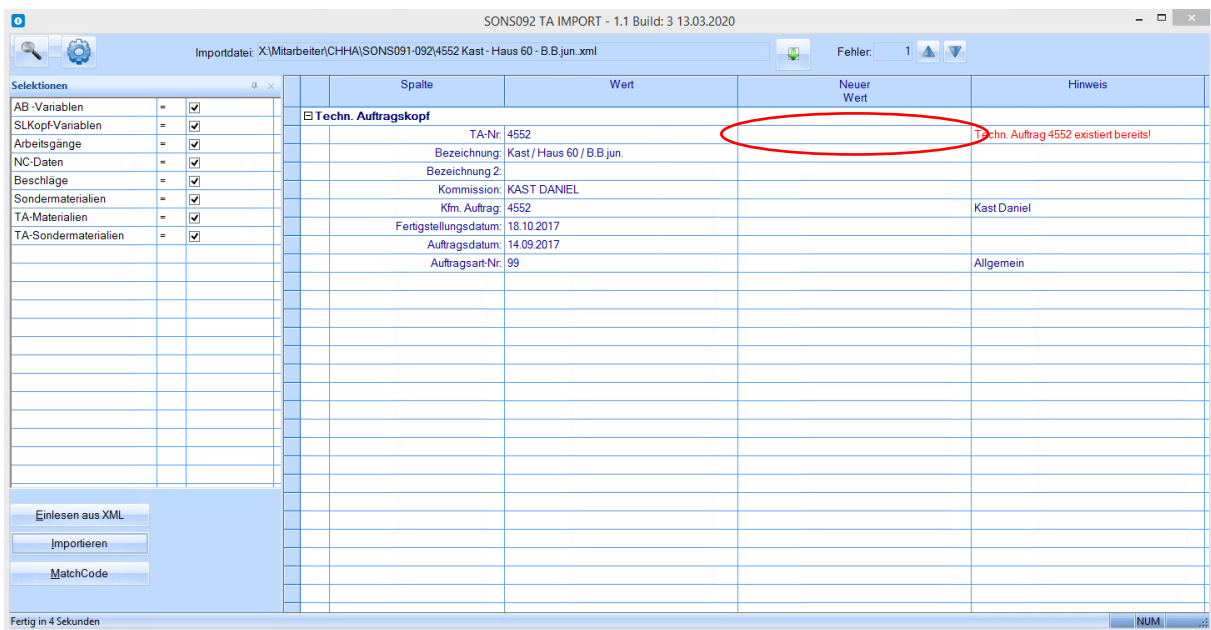 SONS092 TA IMPORT - 1.1 Build: 3 13.03.2020
Importdatei: X:\Mitarbeiter\CHHA\SONS091-092\4552 Kast - Haus 60 - B.B.jun..xml Fehler: 1
Selektionen
AB -Variablen =
SLKopf-Variablen =
Arbeitsgänge =
NC-Daten =
Beschläge =
Sondermaterialien =
TA-Materialien =
TA-Sondermaterialien =
Einlesen aus XML
Importieren
MatchCode
Spalte Wert Neuer Wert Hinweis
Techn. Auftragskopf
TA-Nr: 4552 Techn. Auftrag 4552 existiert bereits!
Bezeichnung: Kast / Haus 60 / B.B.jun.
Bezeichnung 2:
Kommission: KAST DANIEL
Kfm. Auftrag: 4552 Kast Daniel
Fertigstellungsdatum: 18.10.2017
Auftragsdatum: 14.09.2017
Auftragsart-Nr: 99 Allgemein
Fertig in 4 Sekunden NUM